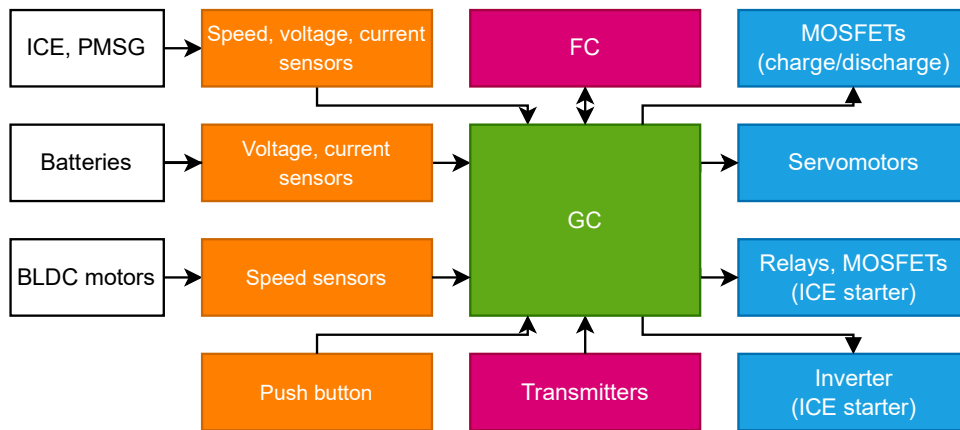 ICE, PMSG
Speed, voltage, current
sensors
FC
MOSFETs
(charge/discharge)
Batteries
Voltage, current
sensors
GC
Servomotors
BLDC motors
Speed sensors
Relays, MOSFETs
(ICE starter)
Push button
Transmitters
Inverter
(ICE starter)